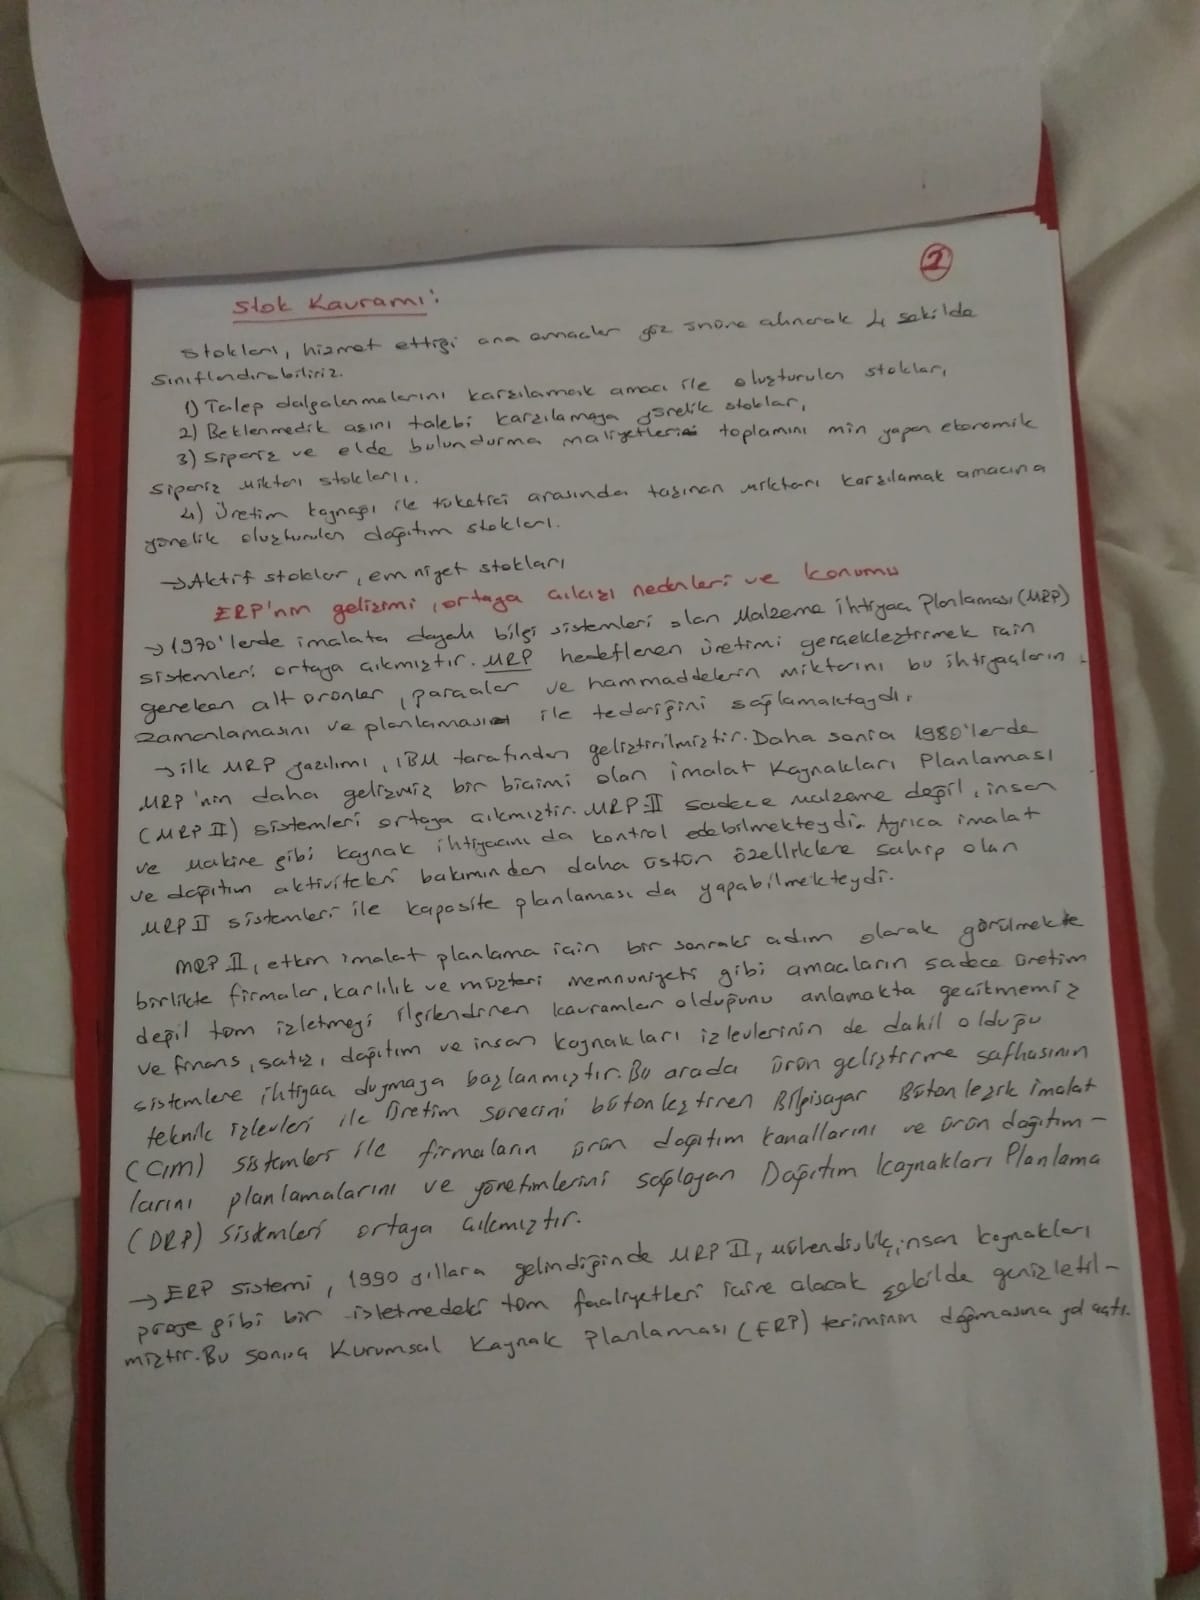 2
Stok Kavramı:
Stokları, hizmet ettiği ana amaçlar göz önüne alınarak 4 şekilde
sınıflandırabiliriz.
1) Talep dalgalanmalarını karşılamak amacı ile oluşturulan stoklar,
2) Beklenmedik aşırı talebi karşılamaya yönelik stoklar,
3) Sipariş ve elde bulundurma maliyetleri toplamını min yapan ekonomik
sipariş miktarı stokları.
4) Üretim kaynağı ile tüketici arasında taşınan miktarı karşılamak amacına
yönelik oluşturulan dağıtım stokları.
→ Aktif stoklar, emniyet stokları
ERP'nin gelişimi, ortaya çıkışı nedenleri ve konumu
→ 1970'lerde imalata dayalı bilgi sistemleri olan Malzeme İhtiyaç Planlaması (MRP)
sistemleri ortaya çıkmıştır. MRP hedeflenen üretimi gerçekleştirmek için
gereken alt ürünler, parçalar ve hammaddelerin miktarını bu ihtiyaçların
zamanlamasını ve planlaması ile tedariğini sağlamaktaydı.
→ ilk MRP yazılımı, IBM tarafından geliştirilmiştir. Daha sonra 1980'lerde
MRP'nin daha gelişmiş bir biçimi olan imalat Kaynakları Planlaması
(MRP II) sistemleri ortaya çıkmıştır. MRP II sadece malzeme değil, insan
ve makine gibi kaynak ihtiyacını da kontrol edebilmekteydi. Ayrıca imalat
ve dağıtım aktiviteleri bakımından daha üstün özelliklere sahip olan
MRP II sistemleri ile kapasite planlaması da yapabilmekteydi.
MRP II, etkin imalat planlama için bir sonraki adım olarak görülmekle
birlikte firmalar, karlılık ve müşteri memnuniyeti gibi amaçların sadece üretim
değil tüm işletmeyi ilgilendiren kavramlar olduğunu anlamakta gecikmemiş
ve finans, satış, dağıtım ve insan kaynakları işlevlerinin de dahil olduğu
sistemlere ihtiyaç duymaya başlanmıştır. Bu arada ürün geliştirme safhasının
teknik işlevleri ile üretim sürecini bütünleştiren Bilgisayar Bütünleşik İmalat
(CIM) sistemleri ile firmaların ürün dağıtım kanallarını ve ürün dağıtım-
larını planlamalarını ve yönetimlerini sağlayan Dağıtım Kaynakları Planlama
(DRP) sistemleri ortaya çıkmıştır.
→ ERP sistemi, 1990 yıllara gelindiğinde MRP II, mühendislik, insan kaynakları
proje gibi bir işletmedeki tüm faaliyetleri içine alacak şekilde genişletil-
miştir. Bu sonuç Kurumsal Kaynak Planlaması (ERP) teriminin doğmasına yol açtı.